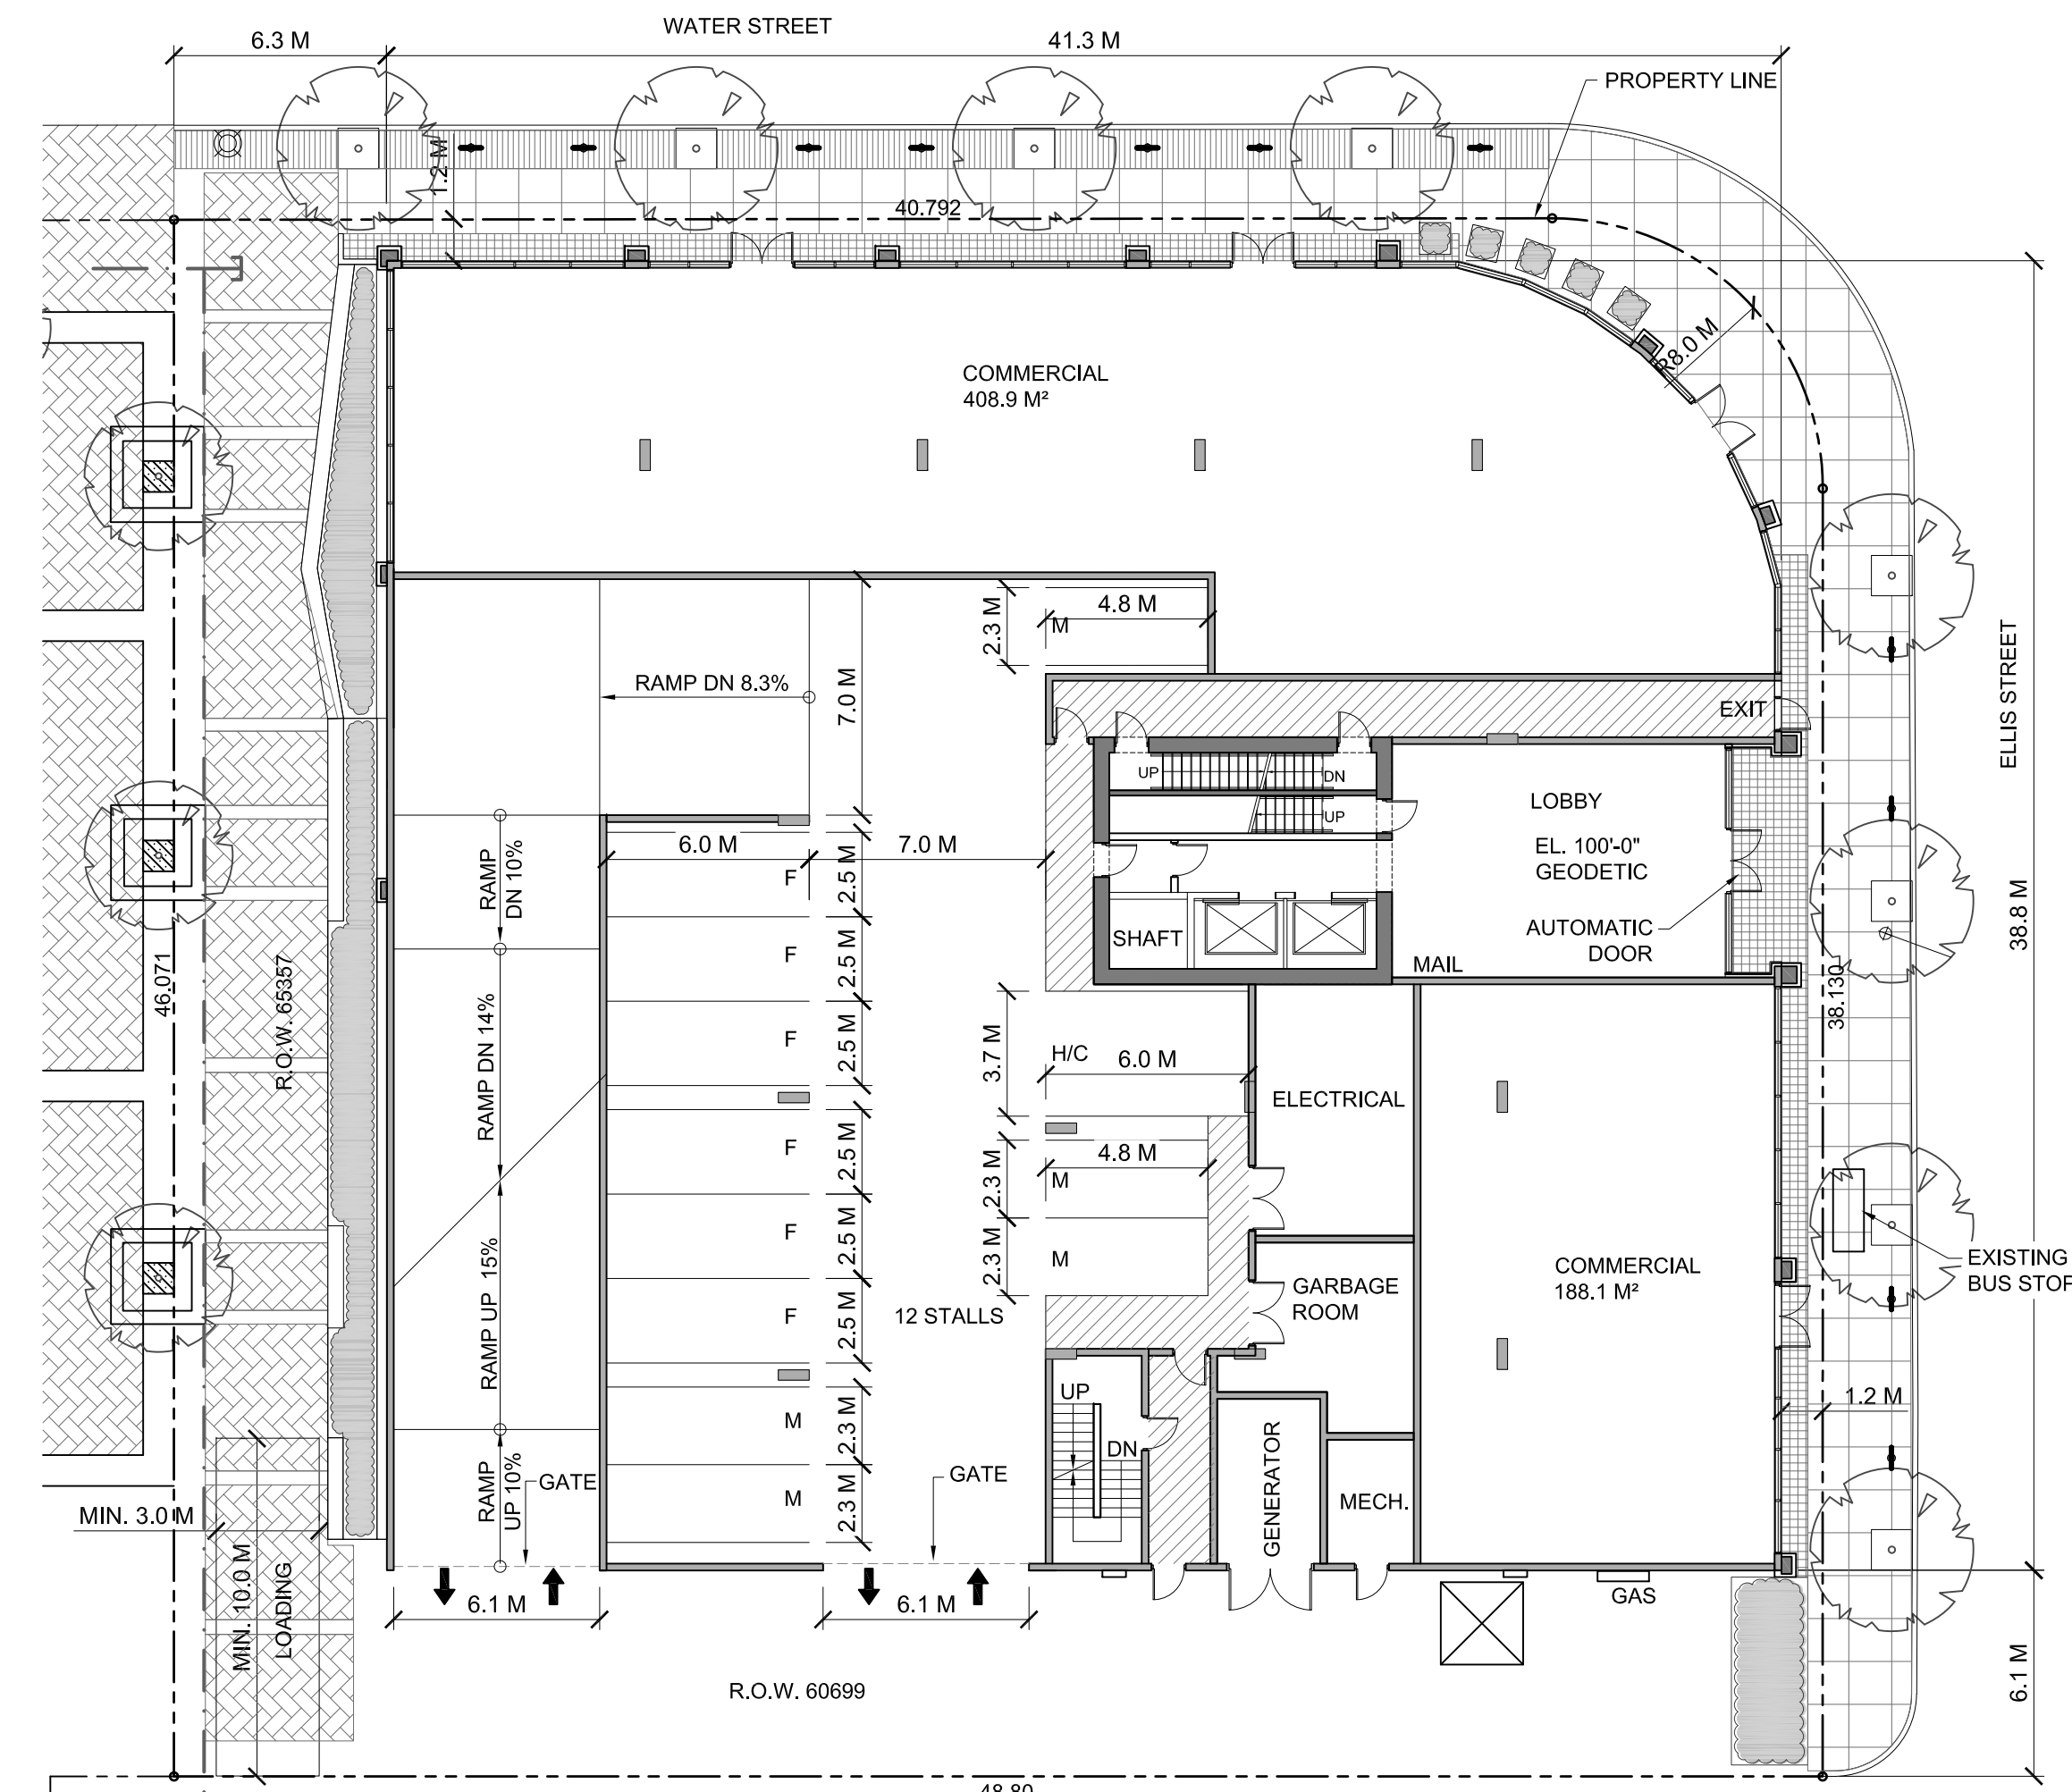 WATER STREET
6.3 M
41.3 M
PROPERTY LINE
1.2 M
40.792
R8.0 M
COMMERCIAL
408.9 M²
2.3 M
4.8 M
M
RAMP DN 8.3%
7.0 M
EXIT
ELLIS STREET
UP
DN
UP
LOBBY
EL. 100'-0"
GEODETIC
AUTOMATIC
DOOR
MAIL
SHAFT
RAMP
DN 10%
6.0 M
7.0 M
F
2.5 M
F
2.5 M
F
2.5 M
46.071
R.O.W. 65357
38.8 M
38.130
RAMP DN 14%
3.7 M
H/C
6.0 M
ELECTRICAL
F
2.5 M
2.3 M
4.8 M
M
F
2.5 M
2.3 M
M
RAMP UP 15%
F
2.5 M
12 STALLS
GARBAGE
ROOM
COMMERCIAL
188.1 M²
EXISTING
BUS STOP
1.2 M
M
2.3 M
M
2.3 M
UP
DN
RAMP
UP 10%
GATE
GATE
GENERATOR
MECH.
MIN. 3.0 M
MIN. 10.0 M
LOADING
6.1 M
6.1 M
GAS
6.1 M
R.O.W. 60699
48.80